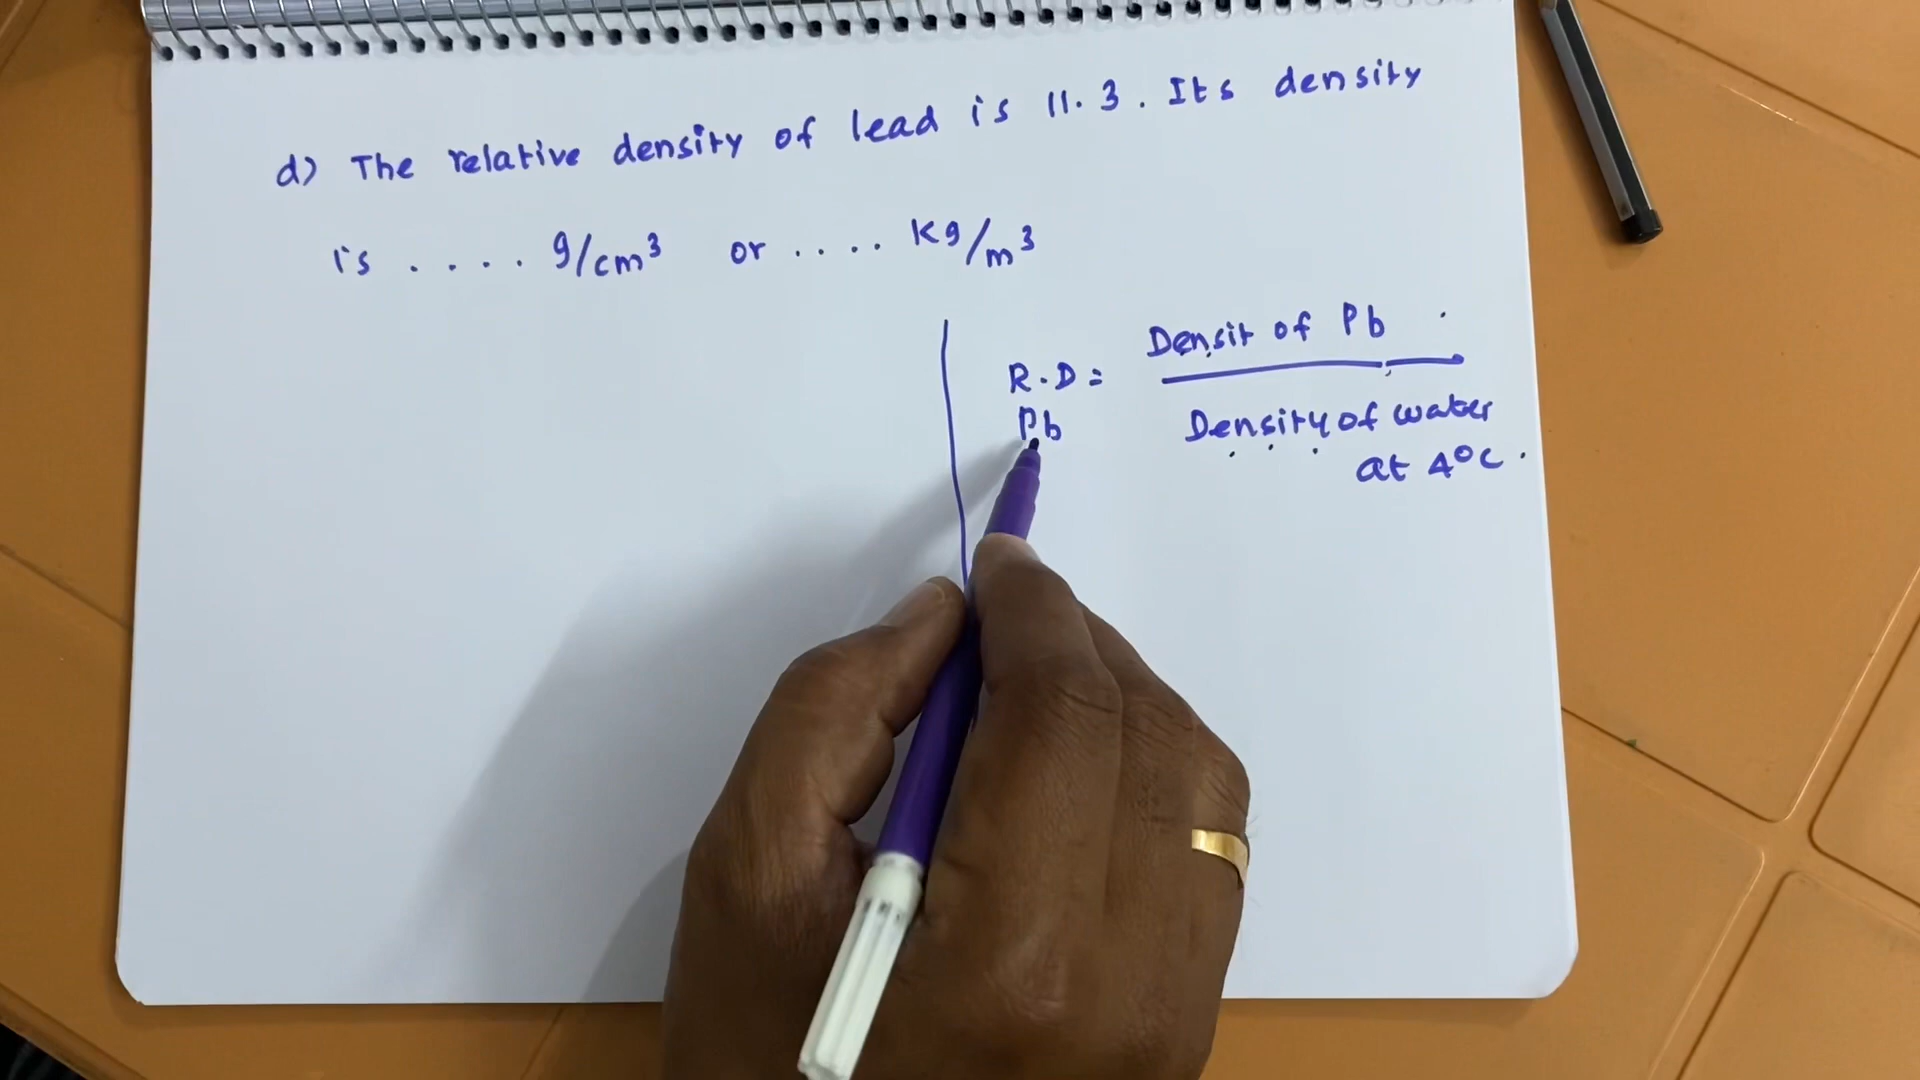 d) The relative density of lead is 11.3. Its density
is .... g/cm³ or .... kg/m³
Densit of Pb
R.D =
Pb
Density of water
at 4°C.